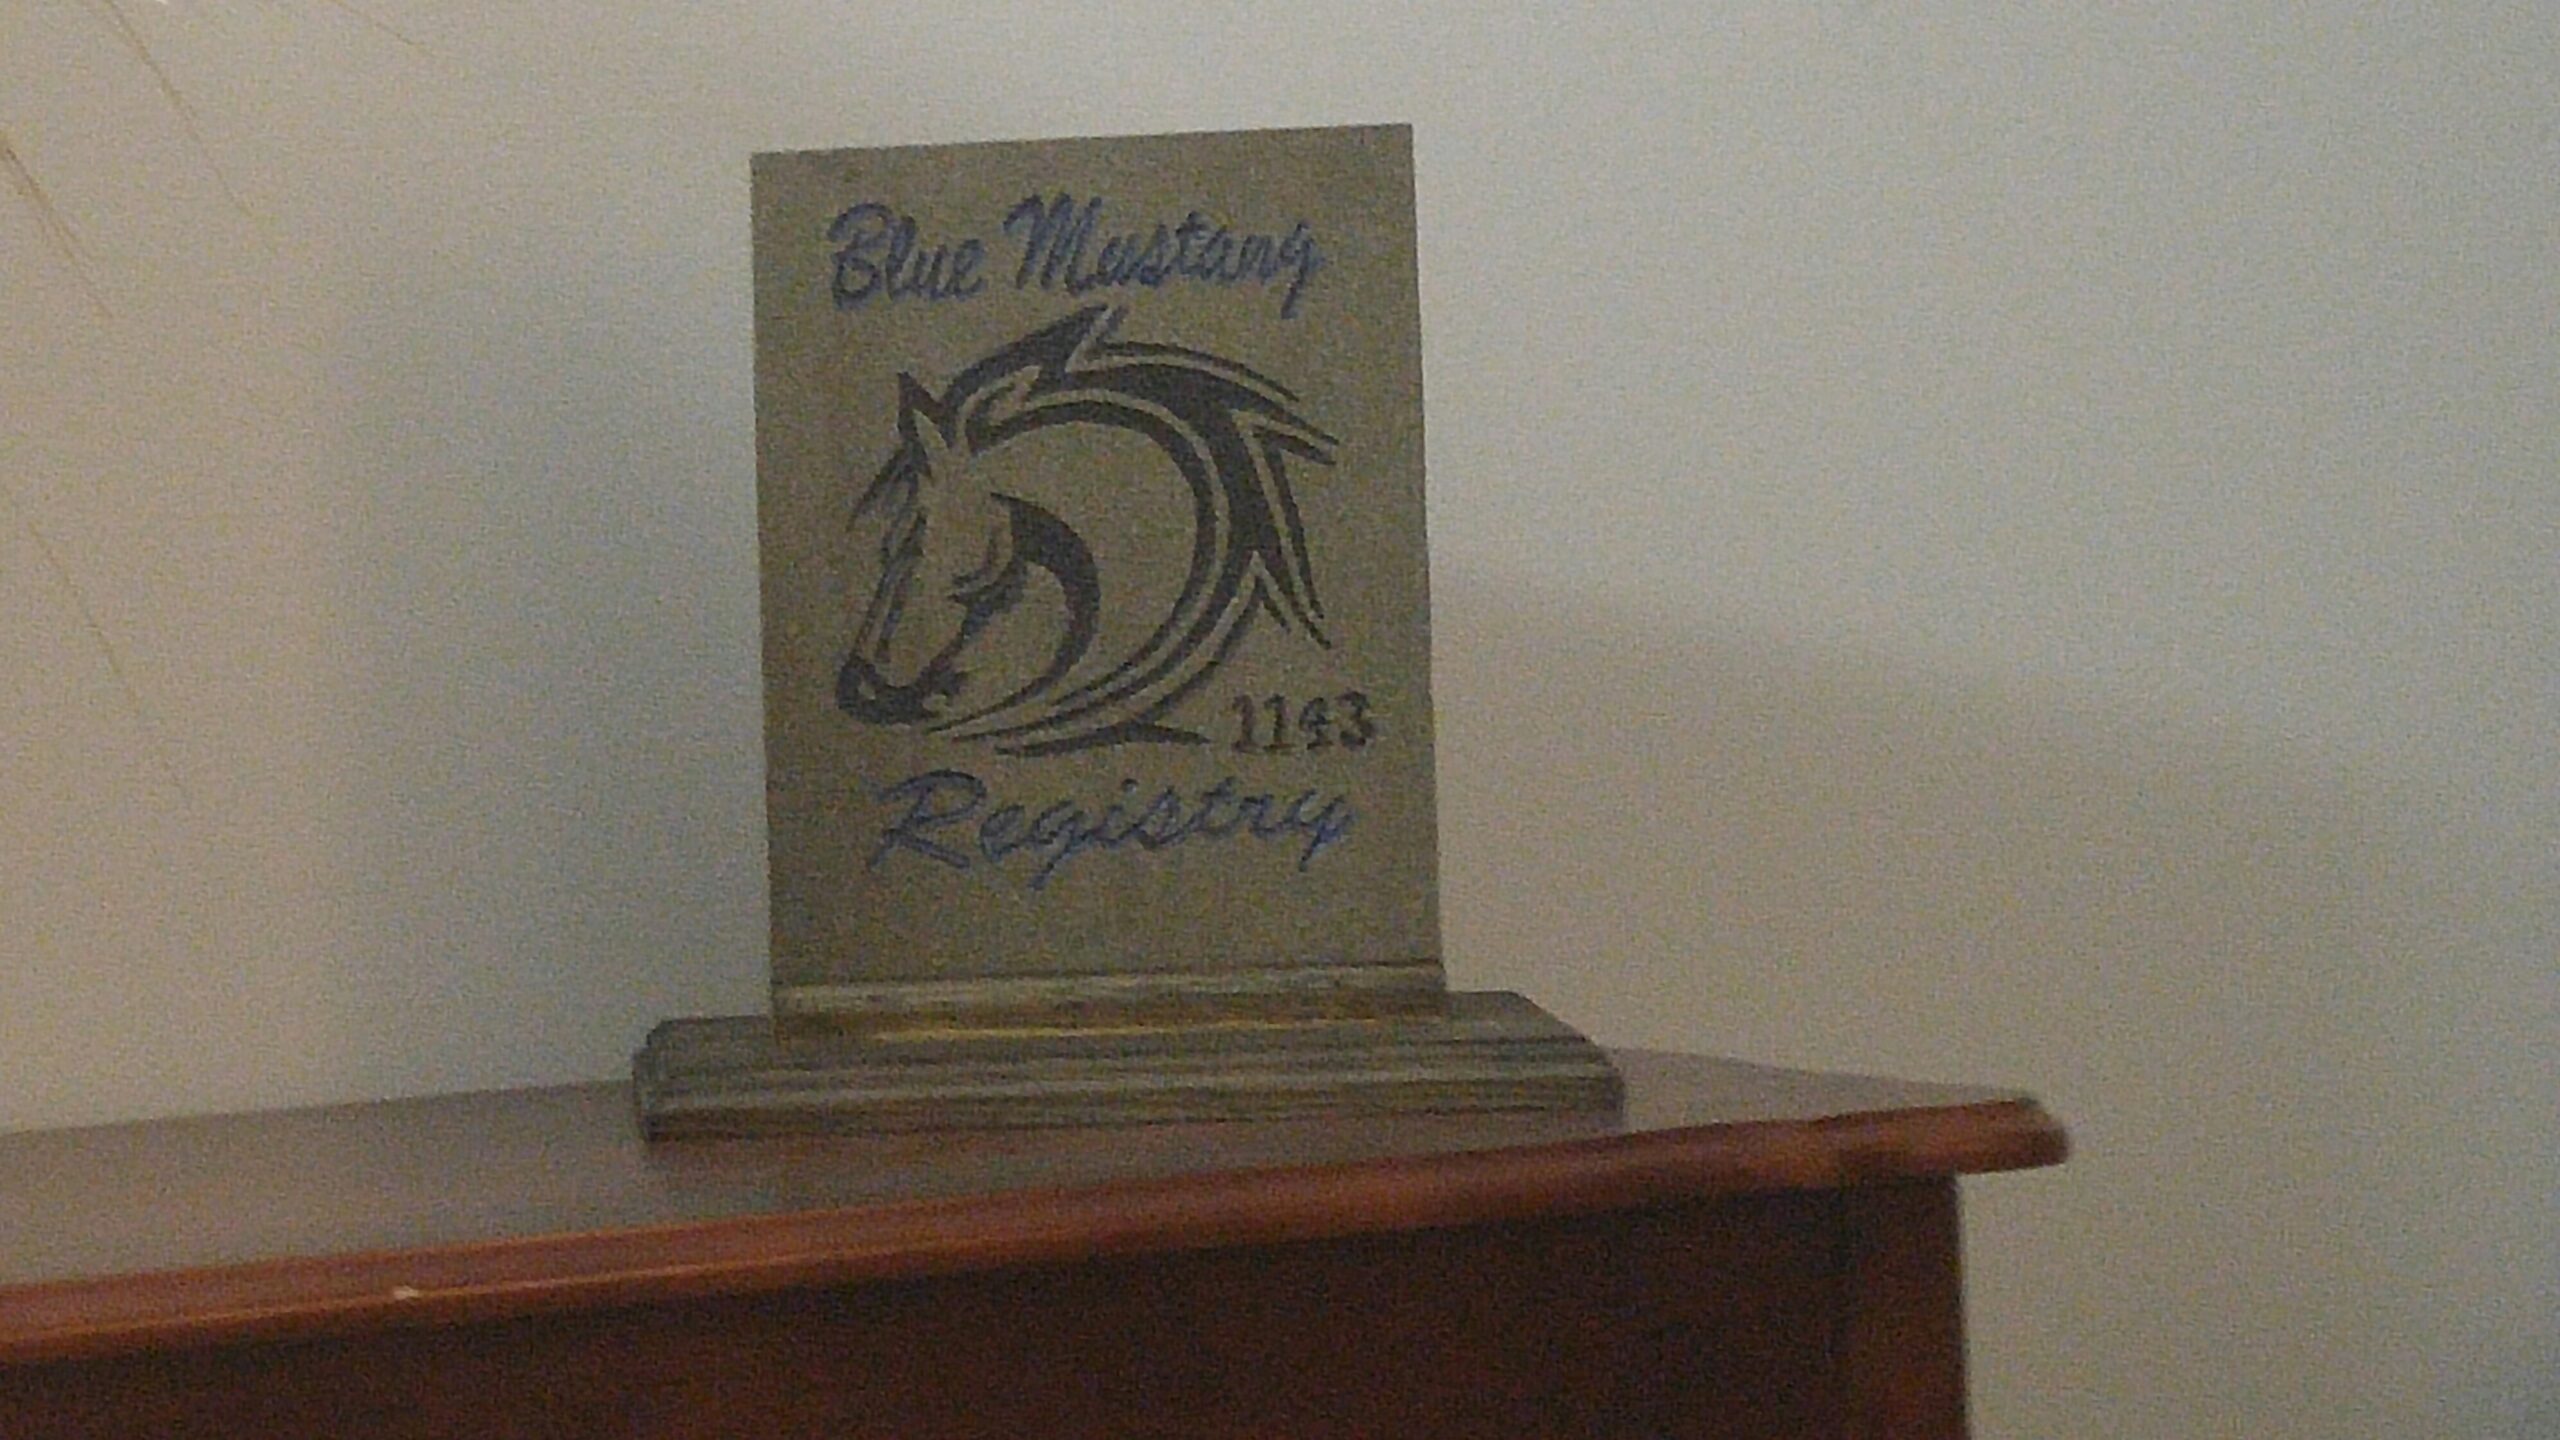 Blue Mustang
1143
Registry